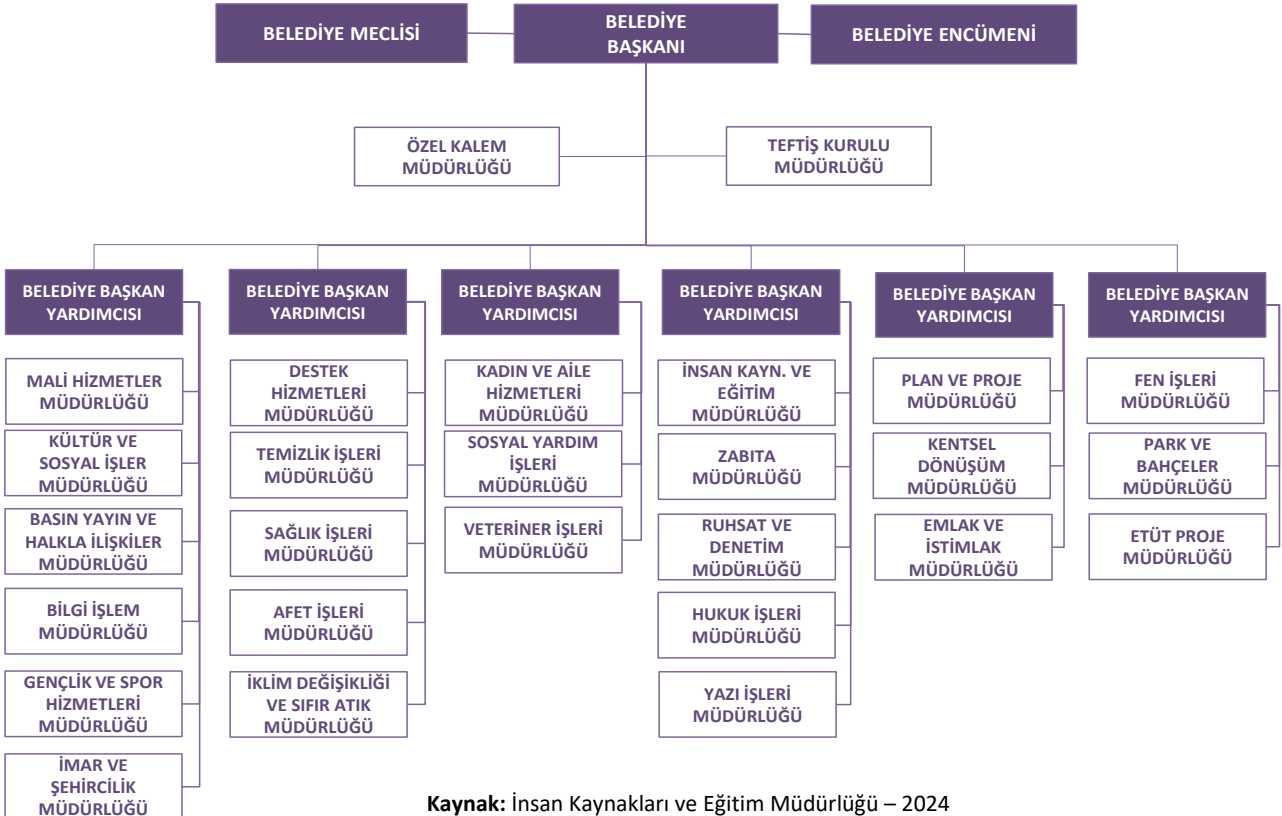 BELEDİYE MECLİSİ
BELEDİYE
BAŞKANI
BELEDİYE ENCÜMENİ
ÖZEL KALEM
MÜDÜRLÜĞÜ
TEFTİŞ KURULU
MÜDÜRLÜĞÜ
BELEDİYE BAŞKAN
YARDIMCISI
MALİ HİZMETLER
MÜDÜRLÜĞÜ
KÜLTÜR VE
SOSYAL İŞLER
MÜDÜRLÜĞÜ
BASIN YAYIN VE
HALKLA İLİŞKİLER
MÜDÜRLÜĞÜ
BİLGİ İŞLEM
MÜDÜRLÜĞÜ
GENÇLİK VE SPOR
HİZMETLERİ
MÜDÜRLÜĞÜ
İMAR VE
ŞEHİRCİLİK
MÜDÜRLÜĞÜ
BELEDİYE BAŞKAN
YARDIMCISI
DESTEK
HİZMETLERİ
MÜDÜRLÜĞÜ
TEMİZLİK İŞLERİ
MÜDÜRLÜĞÜ
SAĞLIK İŞLERİ
MÜDÜRLÜĞÜ
AFET İŞLERİ
MÜDÜRLÜĞÜ
İKLİM DEĞİŞİKLİĞİ
VE SIFIR ATIK
MÜDÜRLÜĞÜ
BELEDİYE BAŞKAN
YARDIMCISI
KADIN VE AİLE
HİZMETLERİ
MÜDÜRLÜĞÜ
SOSYAL YARDIM
İŞLERİ
MÜDÜRLÜĞÜ
VETERİNER İŞLERİ
MÜDÜRLÜĞÜ
BELEDİYE BAŞKAN
YARDIMCISI
İNSAN KAYN. VE
EĞİTİM
MÜDÜRLÜĞÜ
ZABITA
MÜDÜRLÜĞÜ
RUHSAT VE
DENETİM
MÜDÜRLÜĞÜ
HUKUK İŞLERİ
MÜDÜRLÜĞÜ
YAZI İŞLERİ
MÜDÜRLÜĞÜ
BELEDİYE BAŞKAN
YARDIMCISI
PLAN VE PROJE
MÜDÜRLÜĞÜ
KENTSEL
DÖNÜŞÜM
MÜDÜRLÜĞÜ
EMLAK VE
İSTİMLAK
MÜDÜRLÜĞÜ
BELEDİYE BAŞKAN
YARDIMCISI
FEN İŞLERİ
MÜDÜRLÜĞÜ
PARK VE
BAHÇELER
MÜDÜRLÜĞÜ
ETÜT PROJE
MÜDÜRLÜĞÜ
Kaynak: İnsan Kaynakları ve Eğitim Müdürlüğü – 2024